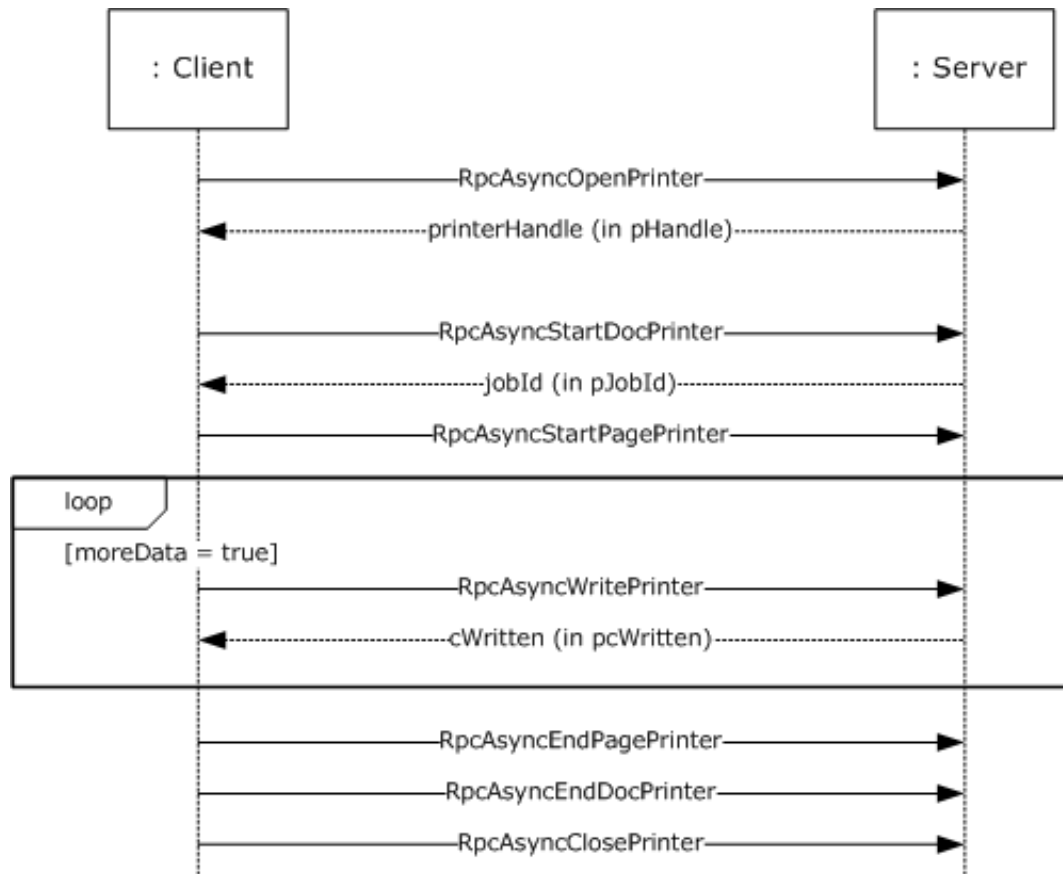 : Client
: Server
RpcAsyncOpenPrinter
printerHandle (in pHandle)
RpcAsyncStartDocPrinter
jobId (in pJobId)
RpcAsyncStartPagePrinter
loop
[moreData = true]
RpcAsyncWritePrinter
cWritten (in pcWritten)
RpcAsyncEndPagePrinter
RpcAsyncEndDocPrinter
RpcAsyncClosePrinter